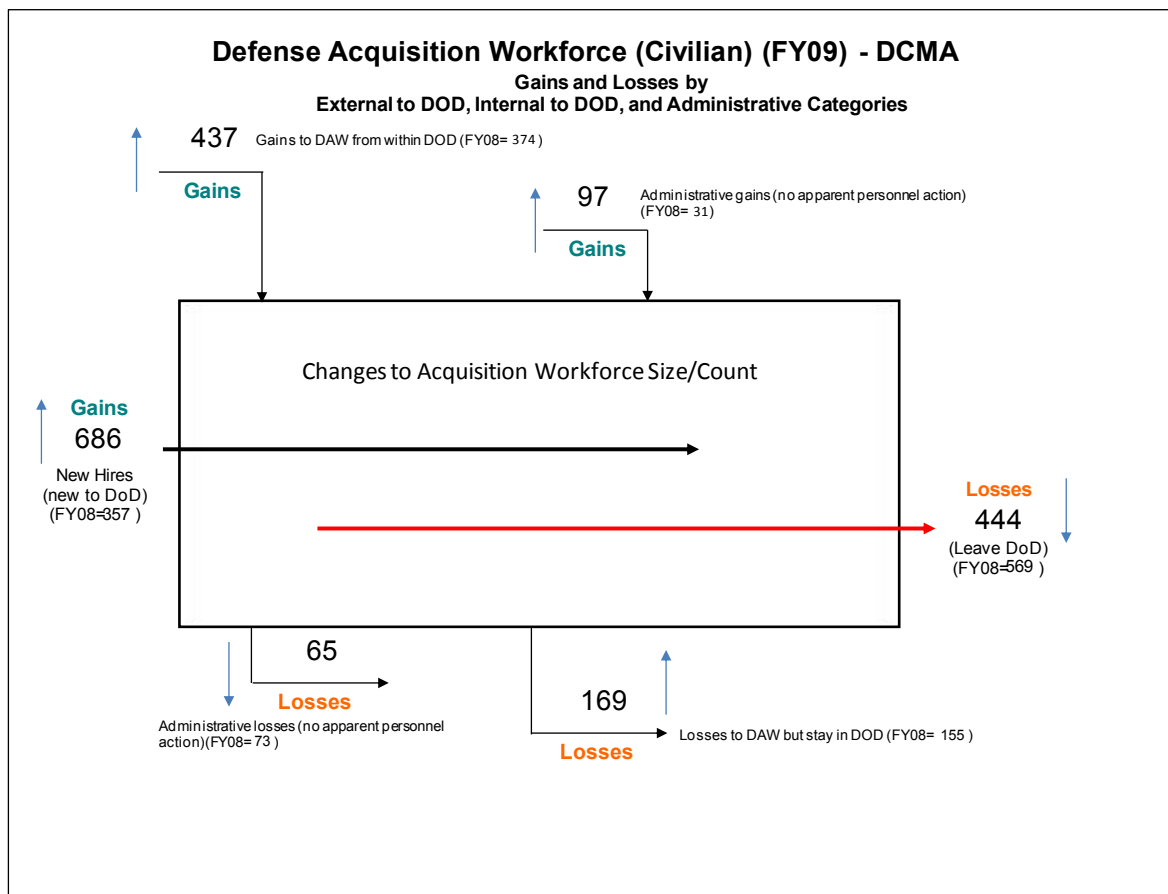 Defense Acquisition Workforce (Civilian) (FY09) - DCMA
Gains and Losses by
External to DOD, Internal to DOD, and Administrative Categories
437 Gains to DAW from within DOD (FY08= 374)
Gains
97 Administrative gains (no apparent personnel action)
(FY08= 31)
Gains
Changes to Acquisition Workforce Size/Count
Gains
686
New Hires
(new to DoD)
(FY08=357 )
Losses
444
(Leave DoD)
(FY08=569 )
65
Losses
Administrative losses (no apparent personnel
action)(FY08= 73 )
169
Losses
Losses to DAW but stay in DOD (FY08= 155 )